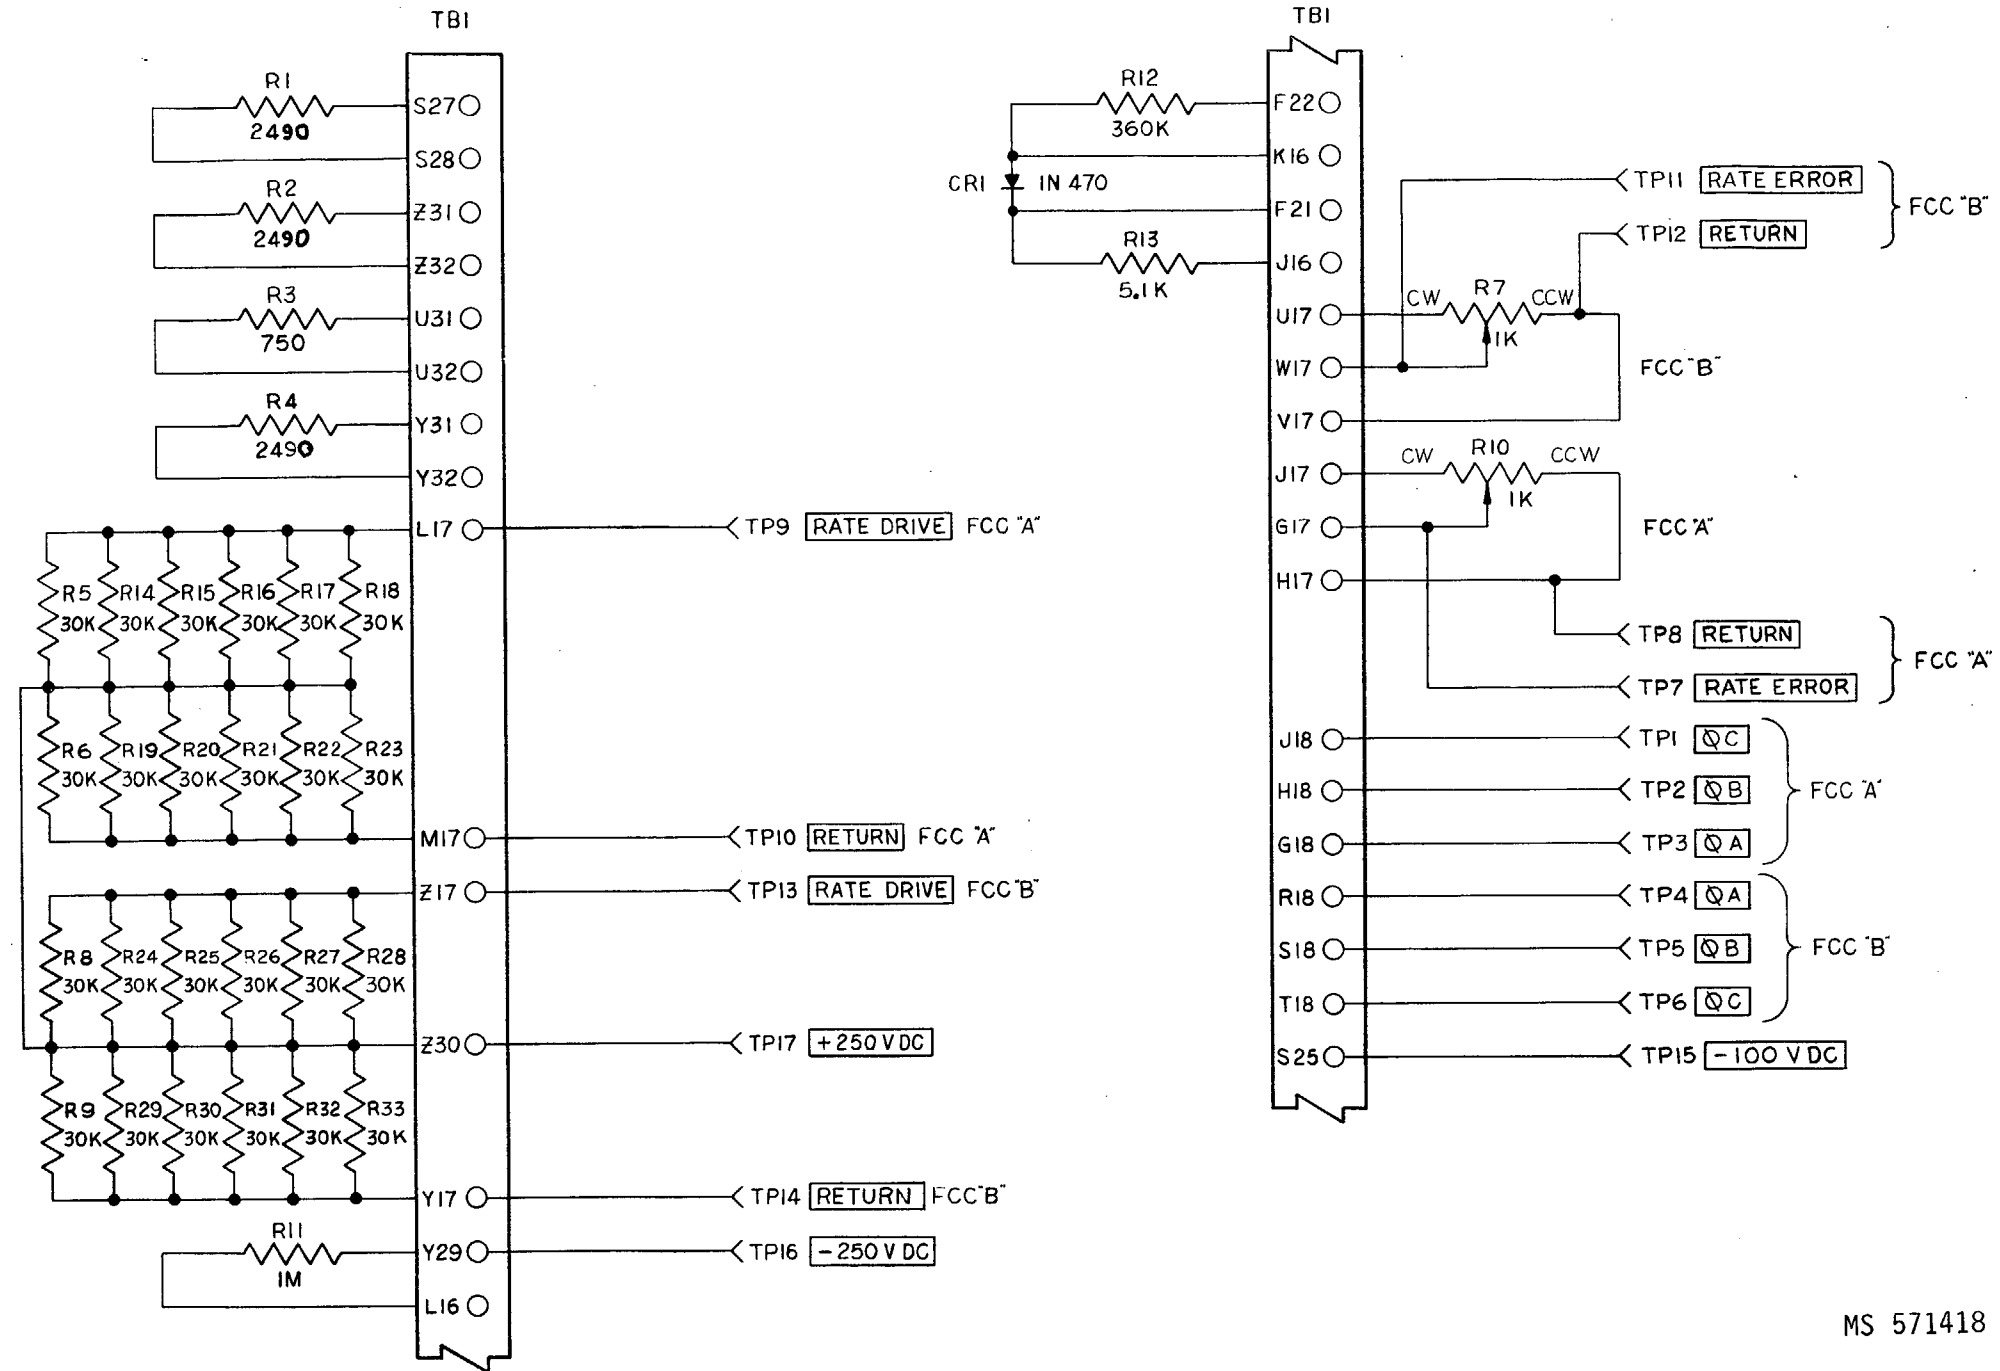 TB1
R1
2490
S27
S28
R2
2490
Z31
Z32
R3
750
U31
U32
R4
2490
Y31
Y32
L17
TP9 RATE DRIVE FCC "A"
R5 R14 R15 R16 R17 R18
30K 30K 30K 30K 30K 30K
R6 R19 R20 R21 R22 R23
30K 30K 30K 30K 30K 30K
M17
TP10 RETURN FCC "A"
Z17
TP13 RATE DRIVE FCC "B"
R8 R24 R25 R26 R27 R28
30K 30K 30K 30K 30K 30K
Z30
TP17 +250 V DC
R9 R29 R30 R31 R32 R33
30K 30K 30K 30K 30K 30K
Y17
TP14 RETURN FCC "B"
R11
1M
Y29
TP16 -250 V DC
L16
TB1
R12
360K
F22
K16
CR1 IN 470
F21
R13
5.1K
J16
TP11 RATE ERROR
TP12 RETURN
FCC "B"
U17
CW R7 CCW
1K
W17
FCC "B"
V17
J17
CW R10 CCW
1K
G17
FCC "A"
H17
TP8 RETURN
TP7 RATE ERROR
FCC "A"
J18 TP1 ØC
H18 TP2 ØB
G18 TP3 ØA
FCC "A"
R18 TP4 ØA
S18 TP5 ØB
T18 TP6 ØC
FCC "B"
S25 TP15 -100 V DC
MS 571418